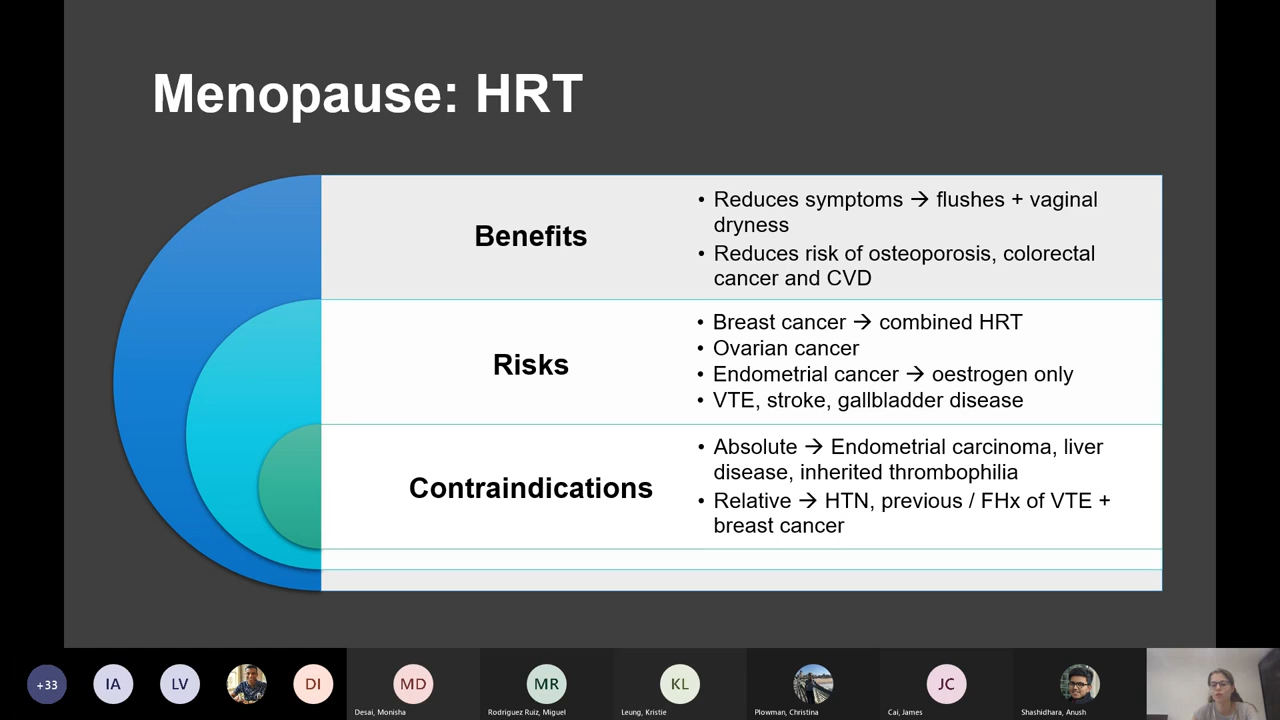 Menopause: HRT
Benefits
• Reduces symptoms → flushes + vaginal
dryness
• Reduces risk of osteoporosis, colorectal
cancer and CVD
Risks
• Breast cancer → combined HRT
• Ovarian cancer
• Endometrial cancer → oestrogen only
• VTE, stroke, gallbladder disease
Contraindications
• Absolute → Endometrial carcinoma, liver
disease, inherited thrombophilia
• Relative → HTN, previous / FHx of VTE +
breast cancer
+33
IA
LV
DI
MD
Desai, Monisha
MR
Rodriguez Ruiz, Miguel
KL
Leung, Kristie
Plowman, Christina
JC
Cai, James
Shashidhara, Anush